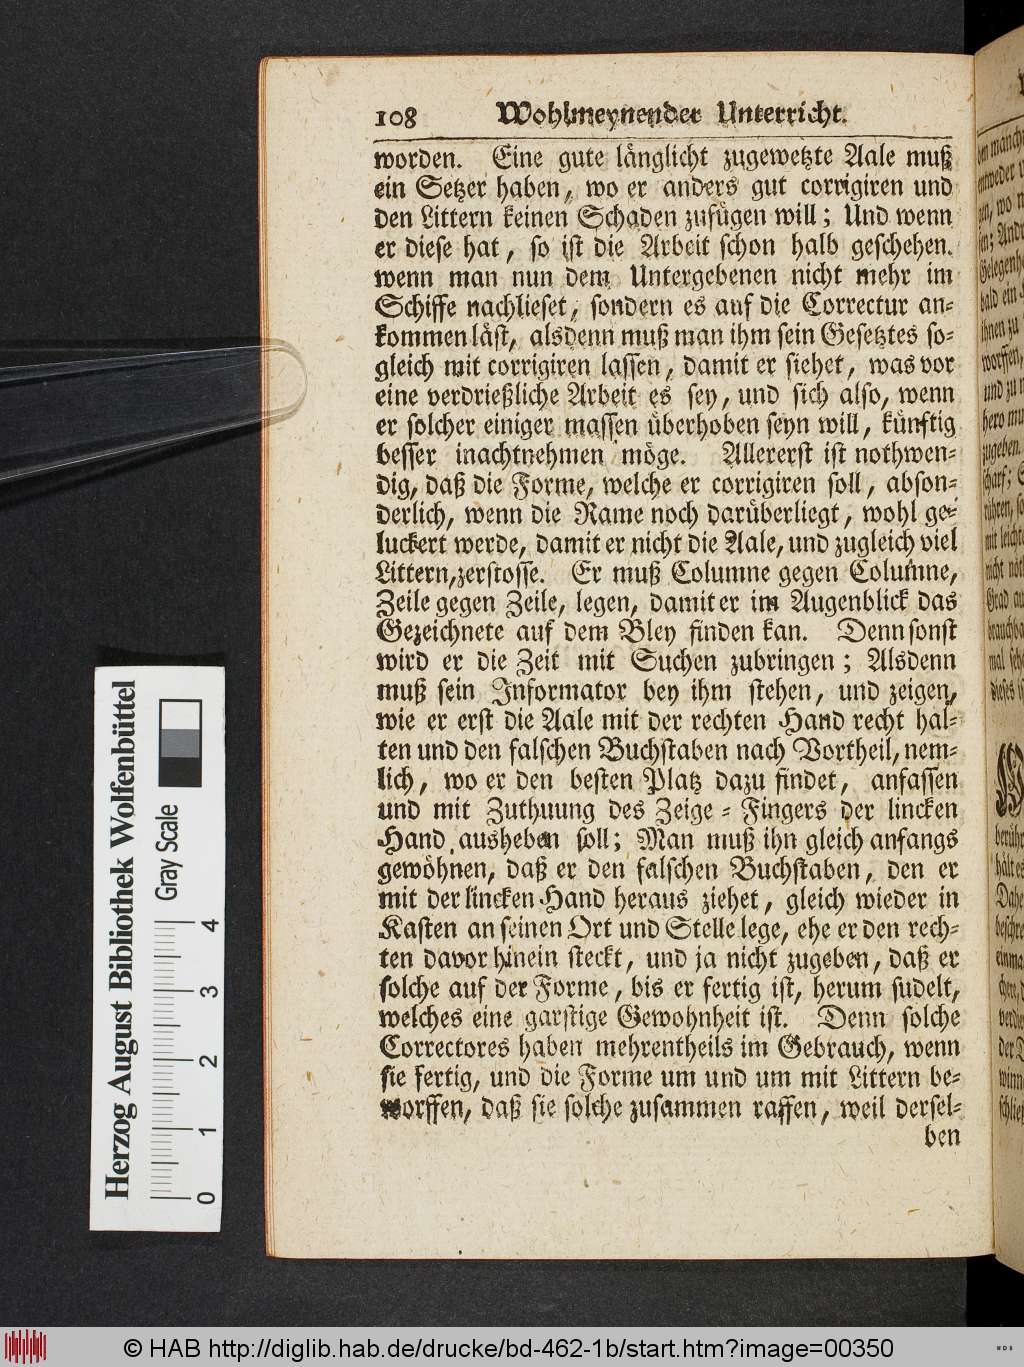 108 Wohlmeynender Unterricht.
worden. Eine gute länglicht zugewetzte Aale muß
ein Setzer haben, wo er anders gut corrigiren und
den Littern keinen Schaden zufügen will; Und wenn
er diese hat, so ist die Arbeit schon halb geschehen.
wenn man nun dem Untergebenen nicht mehr im
Schiffe nachlieset, sondern es auf die Correctur an-
kommen läst, alsdenn muß man ihm sein Gesetztes so-
gleich mit corrigiren lassen, damit er siehet, was vor
eine verdrießliche Arbeit es sey, und sich also, wenn
er solcher einiger massen überhoben seyn will, künftig
besser inachtnehmen möge. Allererst ist nothwen-
dig, daß die Forme, welche er corrigiren soll, abson-
derlich, wenn die Rame noch darüberliegt, wohl ge-
luckert werde, damit er nicht die Aale, und zugleich viel
Littern, zerstosse. Er muß Columne gegen Columne,
Zeile gegen Zeile, legen, damit er im Augenblick das
Gezeichnete auf dem Bley finden kan. Denn sonst
wird er die Zeit mit Suchen zubringen; Alsdenn
muß sein Informator bey ihm stehen, und zeigen,
wie er erst die Aale mit der rechten Hand recht hal-
ten und den falschen Buchstaben nach Vortheil, nem-
lich, wo er den besten Platz dazu findet, anfassen
und mit Zuthuung des Zeige-Fingers der lincken
Hand ausheben soll; Man muß ihn gleich anfangs
gewöhnen, daß er den falschen Buchstaben, den er
mit der lincken Hand heraus ziehet, gleich wieder in
Kasten an seinen Ort und Stelle lege, ehe er den rech-
ten davor hinein steckt, und ja nicht zugeben, daß er
solche auf der Forme, bis er fertig ist, herum sudelt,
welches eine garstige Gewohnheit ist. Denn solche
Correctores haben mehrentheils im Gebrauch, wenn
sie fertig, und die Forme um und um mit Littern be-
worffen, daß sie solche zusammen raffen, weil dersel-
ben
Herzog August Bibliothek Wolfenbüttel
Gray Scale
0 1 2 3 4
© HAB http://diglib.hab.de/drucke/bd-462-1b/start.htm?image=00350